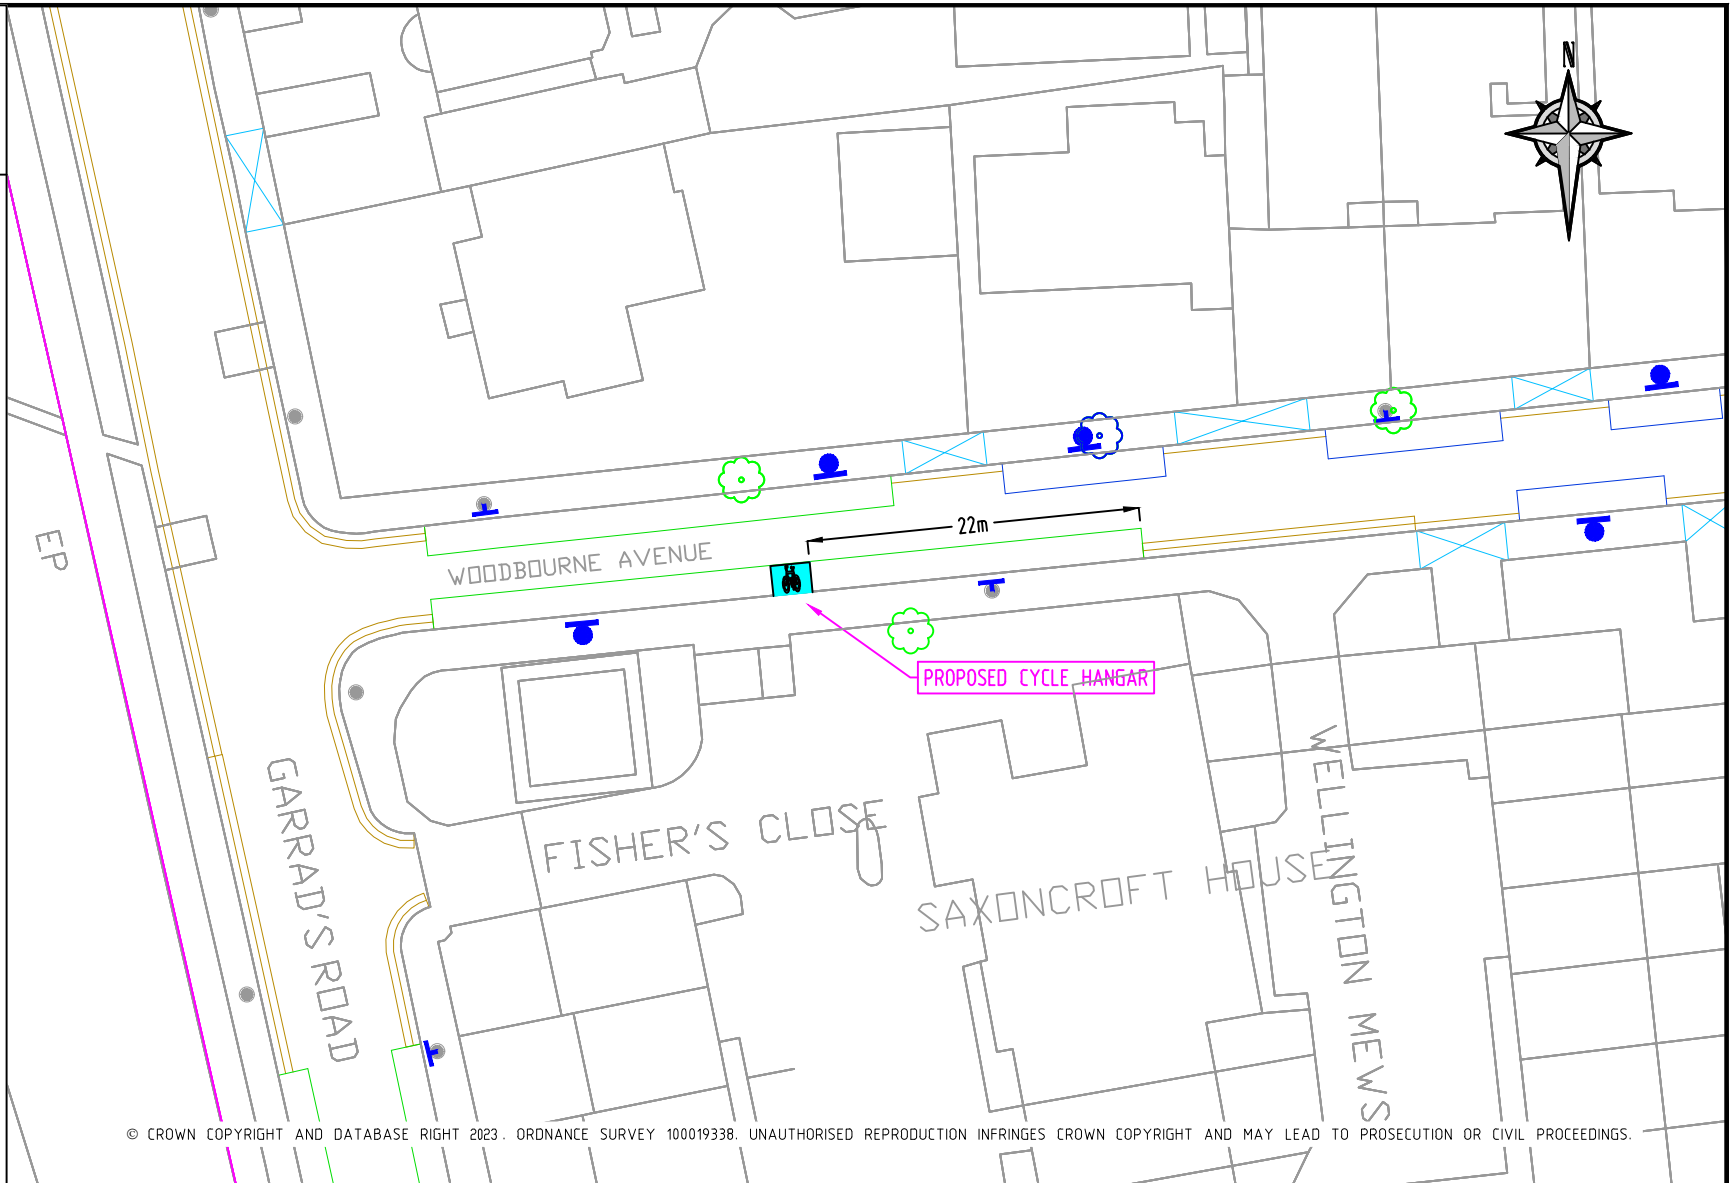 N
22m
WOODBOURNE AVENUE
EP
PROPOSED CYCLE HANGAR
GARRAD'S ROAD
FISHER'S CLOSE
SAXONCROFT HOUSE
WELLINGTON MEWS
© CROWN COPYRIGHT AND DATABASE RIGHT 2023. ORDNANCE SURVEY 100019338. UNAUTHORISED REPRODUCTION INFRINGES CROWN COPYRIGHT AND MAY LEAD TO PROSECUTION OR CIVIL PROCEEDINGS.